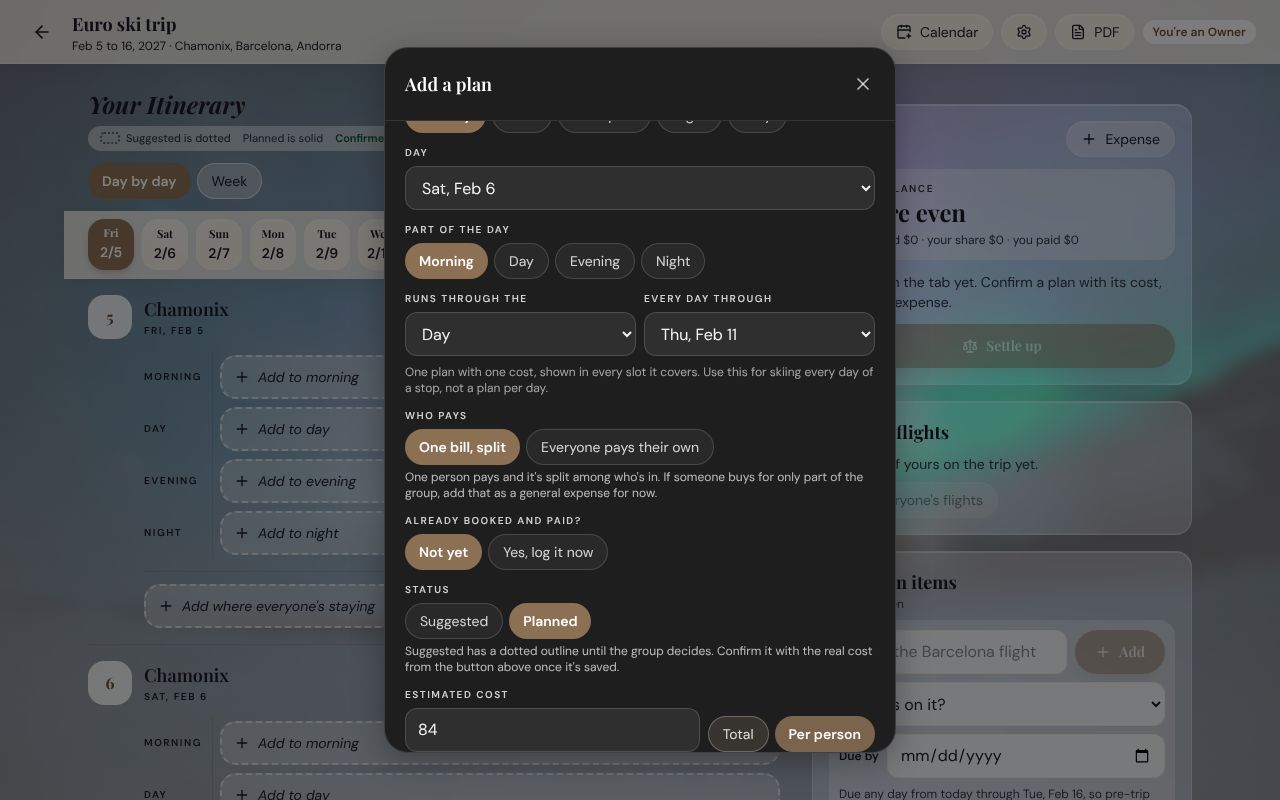 Euro ski trip
Feb 5 to 16, 2027 · Chamonix, Barcelona, Andorra
Calendar
PDF
You're an Owner
Your Itinerary
Suggested is dotted Planned is solid Confirme
Day by day
Week
Fri
2/5
Sat
2/6
Sun
2/7
Mon
2/8
Tue
2/9
We
2/1
5
Chamonix
FRI, FEB 5
MORNING
+ Add to morning
DAY
+ Add to day
EVENING
+ Add to evening
NIGHT
+ Add to night
+ Add where everyone's staying
6
Chamonix
SAT, FEB 6
MORNING
+ Add to morning
DAY
+ Add to day
Add a plan
DAY
Sat, Feb 6
PART OF THE DAY
Morning
Day
Evening
Night
RUNS THROUGH THE
EVERY DAY THROUGH
Day
Thu, Feb 11
One plan with one cost, shown in every slot it covers. Use this for skiing every day of
a stop, not a plan per day.
WHO PAYS
One bill, split
Everyone pays their own
One person pays and it's split among who's in. If someone buys for only part of the
group, add that as a general expense for now.
ALREADY BOOKED AND PAID?
Not yet
Yes, log it now
STATUS
Suggested
Planned
Suggested has a dotted outline until the group decides. Confirm it with the real cost
from the button above once it's saved.
ESTIMATED COST
84
Total
Per person
+ Expense
LANCE
re even
d $0 · your share $0 · you paid $0
n the tab yet. Confirm a plan with its cost,
expense.
Settle up
flights
f yours on the trip yet.
ryone's flights
n items
en
the Barcelona flight
+ Add
s on it?
Due by
mm/dd/yyyy
Due any day from today through Tue, Feb 16, so pre-trip